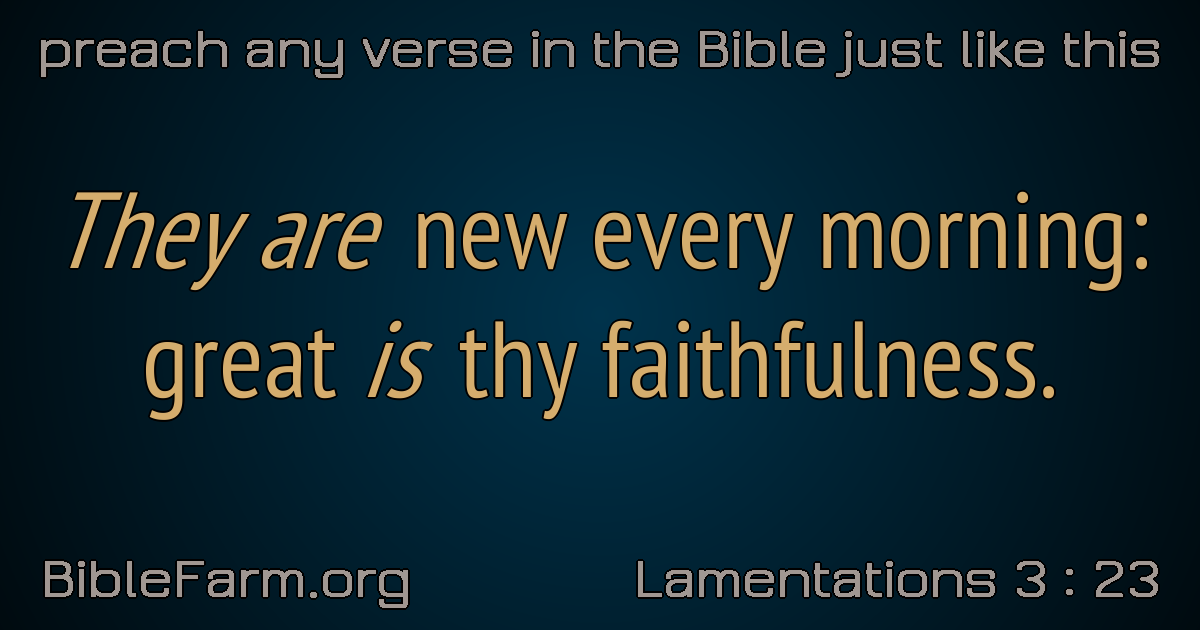 preach any verse in the Bible just like this
They are new every morning:
great is thy faithfulness.
BibleFarm.org
Lamentations 3 : 23